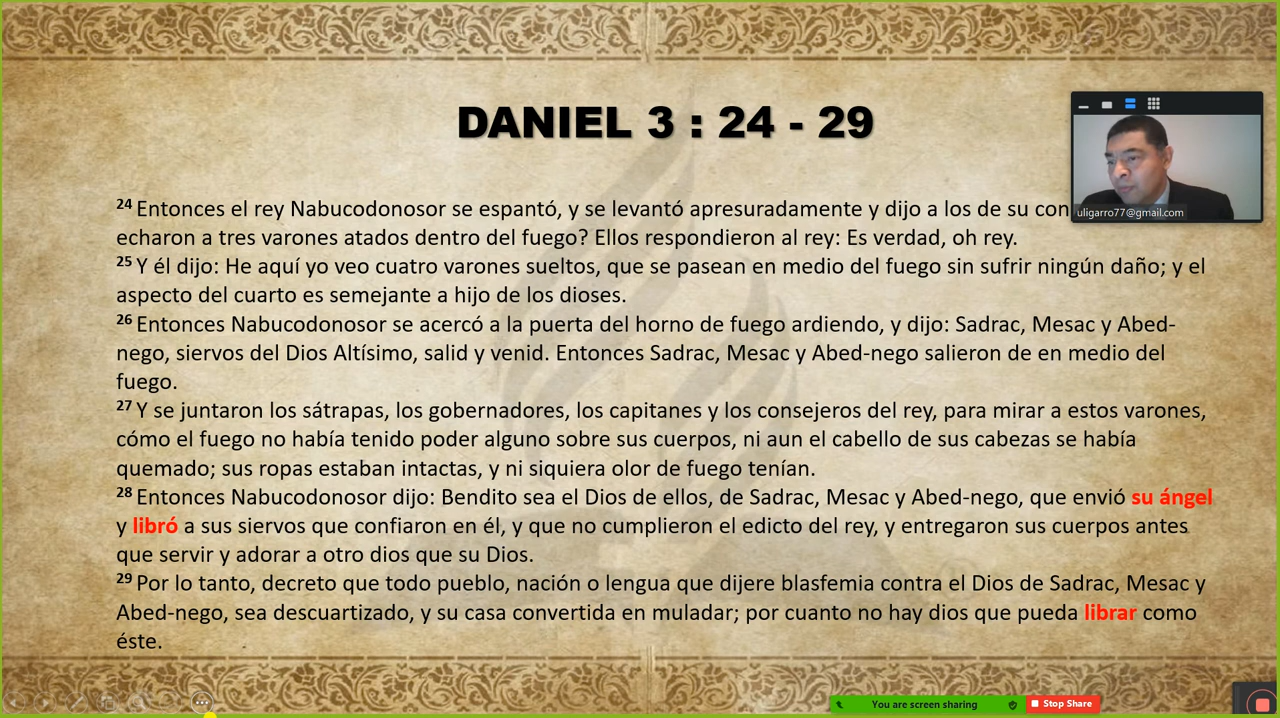 DANIEL 3 : 24 - 29
24 Entonces el rey Nabucodonosor se espantó, y se levantó apresuradamente y dijo a los de su con
echaron a tres varones atados dentro del fuego? Ellos respondieron al rey: Es verdad, oh rey.
25 Y él dijo: He aquí yo veo cuatro varones sueltos, que se pasean en medio del fuego sin sufrir ningún daño; y el
aspecto del cuarto es semejante a hijo de los dioses.
26 Entonces Nabucodonosor se acercó a la puerta del horno de fuego ardiendo, y dijo: Sadrac, Mesac y Abed-
nego, siervos del Dios Altísimo, salid y venid. Entonces Sadrac, Mesac y Abed-nego salieron de en medio del
fuego.
27 Y se juntaron los sátrapas, los gobernadores, los capitanes y los consejeros del rey, para mirar a estos varones,
cómo el fuego no había tenido poder alguno sobre sus cuerpos, ni aun el cabello de sus cabezas se había
quemado; sus ropas estaban intactas, y ni siquiera olor de fuego tenían.
28 Entonces Nabucodonosor dijo: Bendito sea el Dios de ellos, de Sadrac, Mesac y Abed-nego, que envió su ángel
y libró a sus siervos que confiaron en él, y que no cumplieron el edicto del rey, y entregaron sus cuerpos antes
que servir y adorar a otro dios que su Dios.
29 Por lo tanto, decreto que todo pueblo, nación o lengua que dijere blasfemia contra el Dios de Sadrac, Mesac y
Abed-nego, sea descuartizado, y su casa convertida en muladar; por cuanto no hay dios que pueda librar como
éste.
uligarro77@gmail.com
You are screen sharing
Stop Share